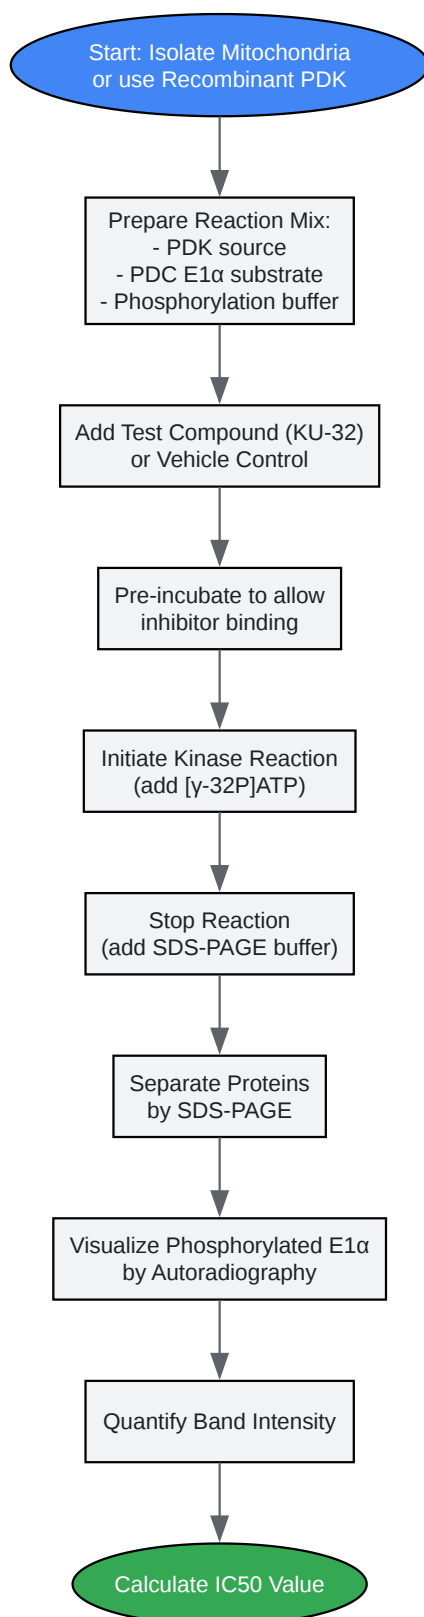 Start: Isolate Mitochondria
or use Recombinant PDK
Prepare Reaction Mix:
- PDK source
- PDC E1α substrate
- Phosphorylation buffer
Add Test Compound (KU-32)
or Vehicle Control
Pre-incubate to allow
inhibitor binding
Initiate Kinase Reaction
(add [γ-32P]ATP)
Stop Reaction
(add SDS-PAGE buffer)
Separate Proteins
by SDS-PAGE
Visualize Phosphorylated E1α
by Autoradiography
Quantify Band Intensity
Calculate IC50 Value